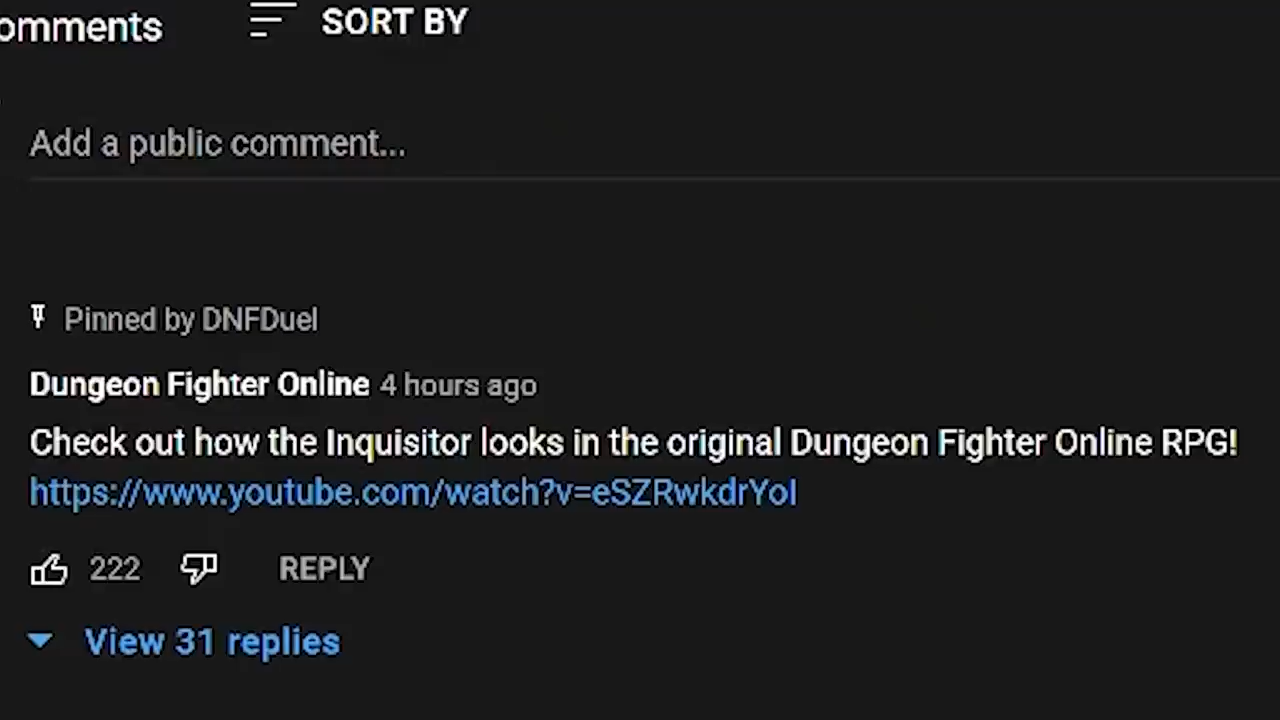 omments
SORT BY
Add a public comment...
Pinned by DNFDuel
Dungeon Fighter Online 4 hours ago
Check out how the Inquisitor looks in the original Dungeon Fighter Online RPG!
https://www.youtube.com/watch?v=eSZRwkdrYoI
222 REPLY
View 31 replies